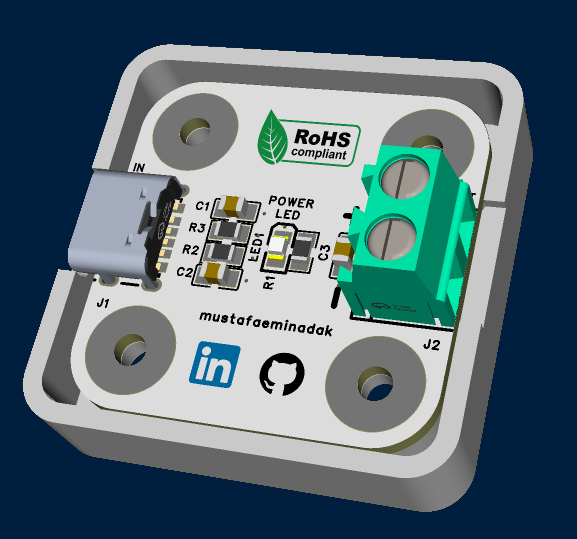 RoHS
compliant
IN
POWER
LED
C1
R3
R2
C2
LED1
R1
C3
J1
J2
mustafaeminadak
in